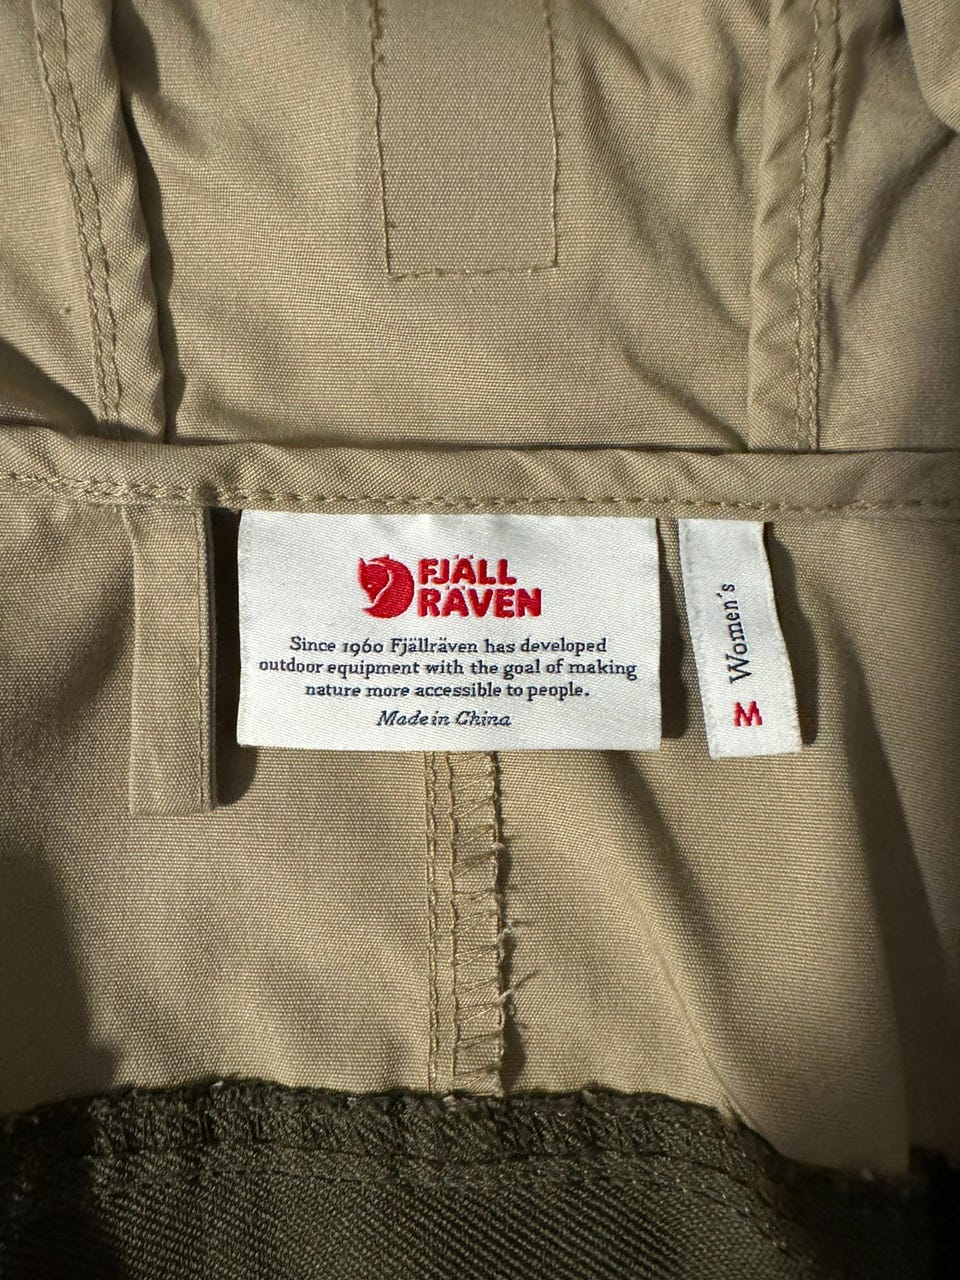 FJÄLL
RÄVEN
Since 1960 Fjällräven has developed
outdoor equipment with the goal of making
nature more accessible to people.
Made in China
Women's
M